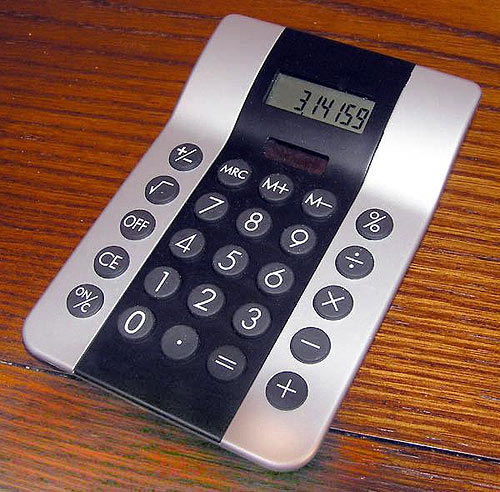 3.14159
+/− MRC M+ M− %
√ 7 8 9 ÷
OFF 4 5 6 ×
CE 1 2 3 −
ON/C 0 . = +